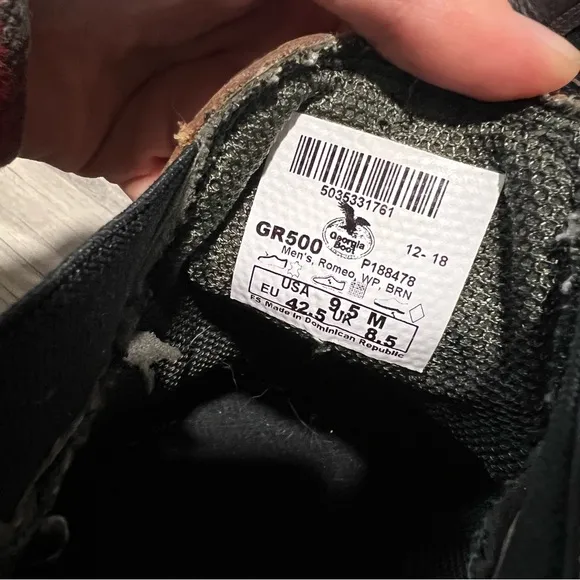 5035331761
GR500
Georgia
Boot
12- 18
P188478
Men's, Romeo, WP, BRN
USA 9.5 M
EU 42.5 UK 8.5
ES Made in Dominican Republic